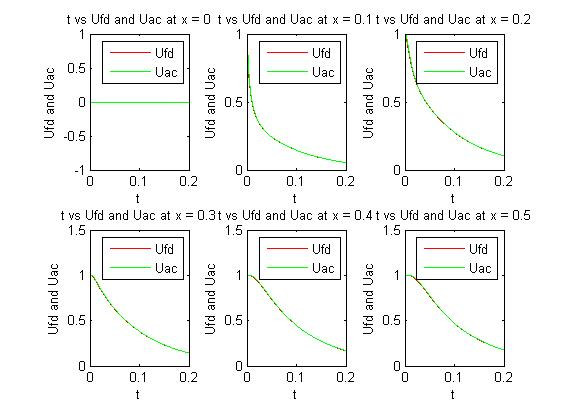 t vs Ufd and Uac at x = 0
t vs Ufd and Uac at x = 0.1
t vs Ufd and Uac at x = 0.2
1
0.5
0
-0.5
-1
Ufd and Uac
Ufd
Uac
0
0.1
0.2
t
1
0.5
0
Ufd and Uac
Ufd
Uac
0
0.1
0.2
t
1
0.5
0
Ufd and Uac
Ufd
Uac
0
0.1
0.2
t
t vs Ufd and Uac at x = 0.3
t vs Ufd and Uac at x = 0.4
t vs Ufd and Uac at x = 0.5
1.5
1
0.5
0
Ufd and Uac
Ufd
Uac
0
0.1
0.2
t
1.5
1
0.5
0
Ufd and Uac
Ufd
Uac
0
0.1
0.2
t
1.5
1
0.5
0
Ufd and Uac
Ufd
Uac
0
0.1
0.2
t